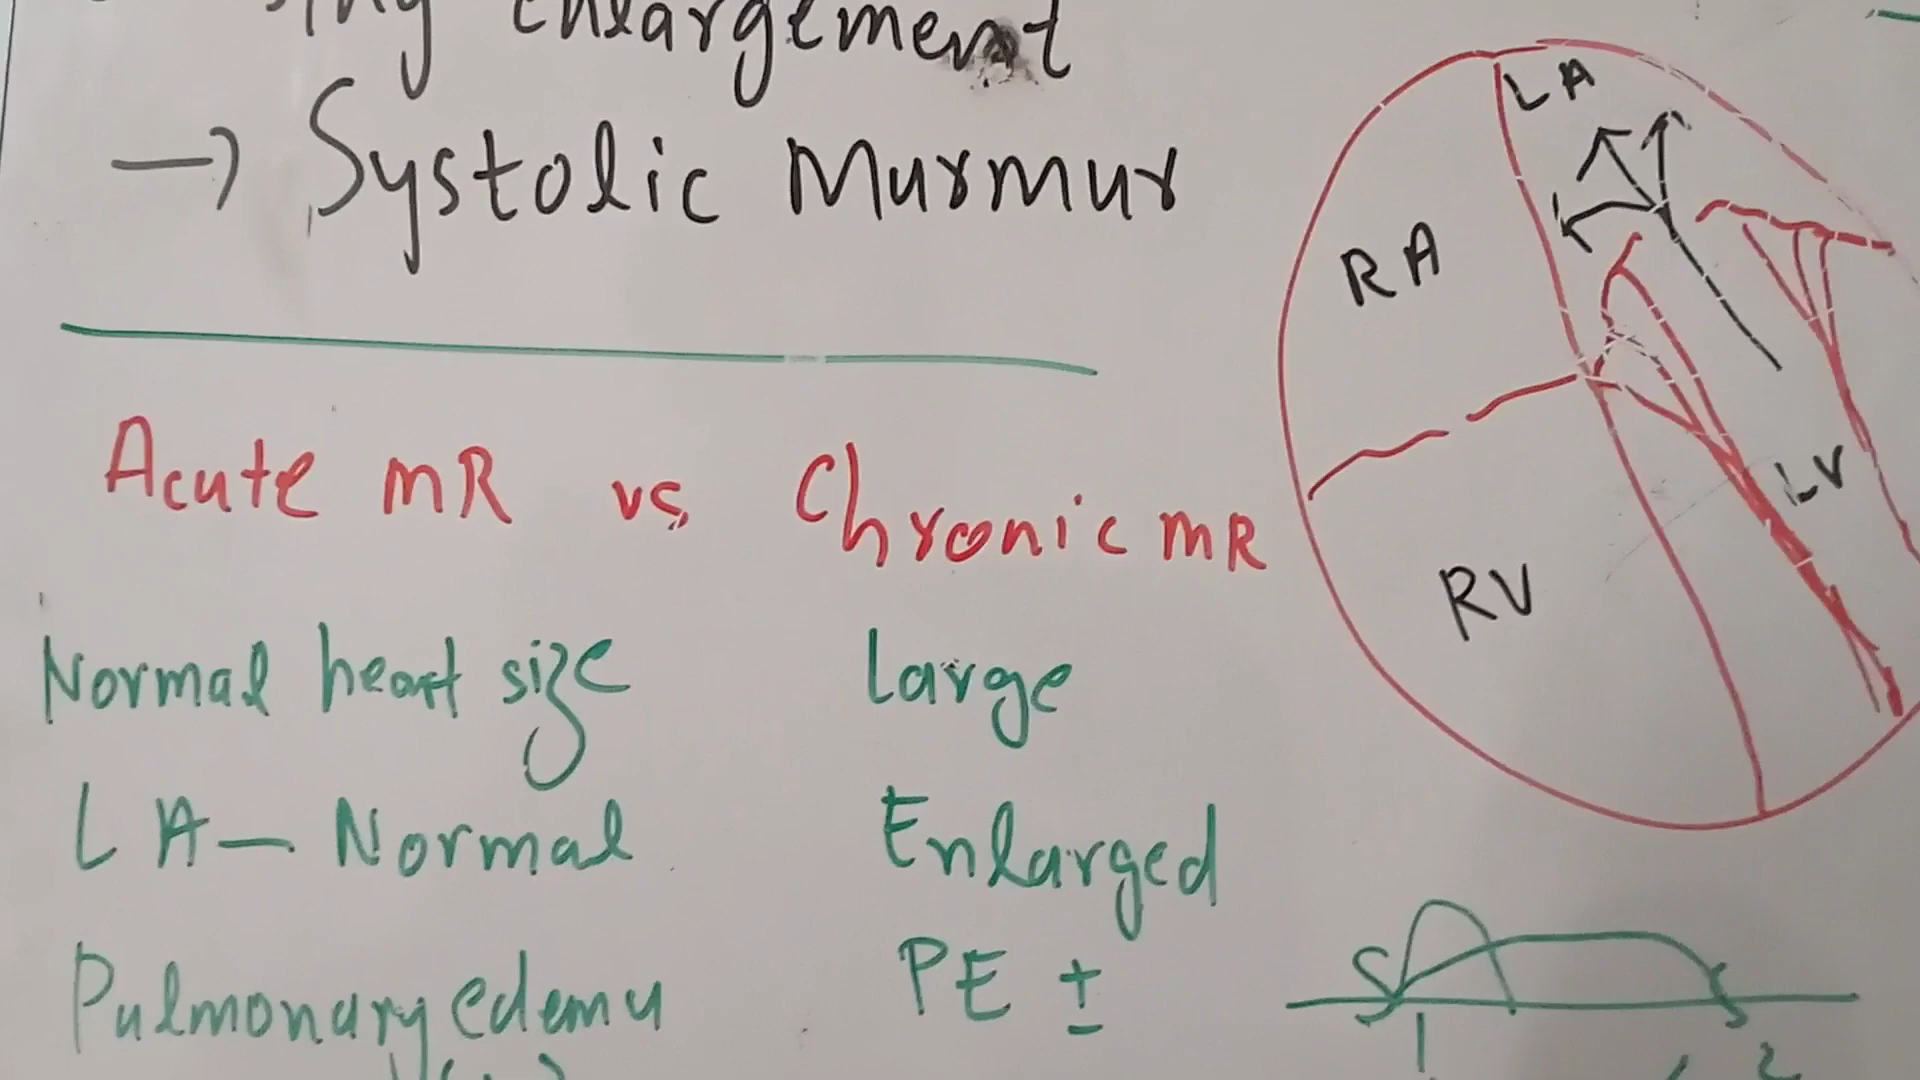 Enlargement
→ Systolic Murmur
Acute mR vs Chronic mR
Normal heart size Large
LA — Normal Enlarged
Pulmonary edema PE ±
LA
RA
LV
RV
S1 S2